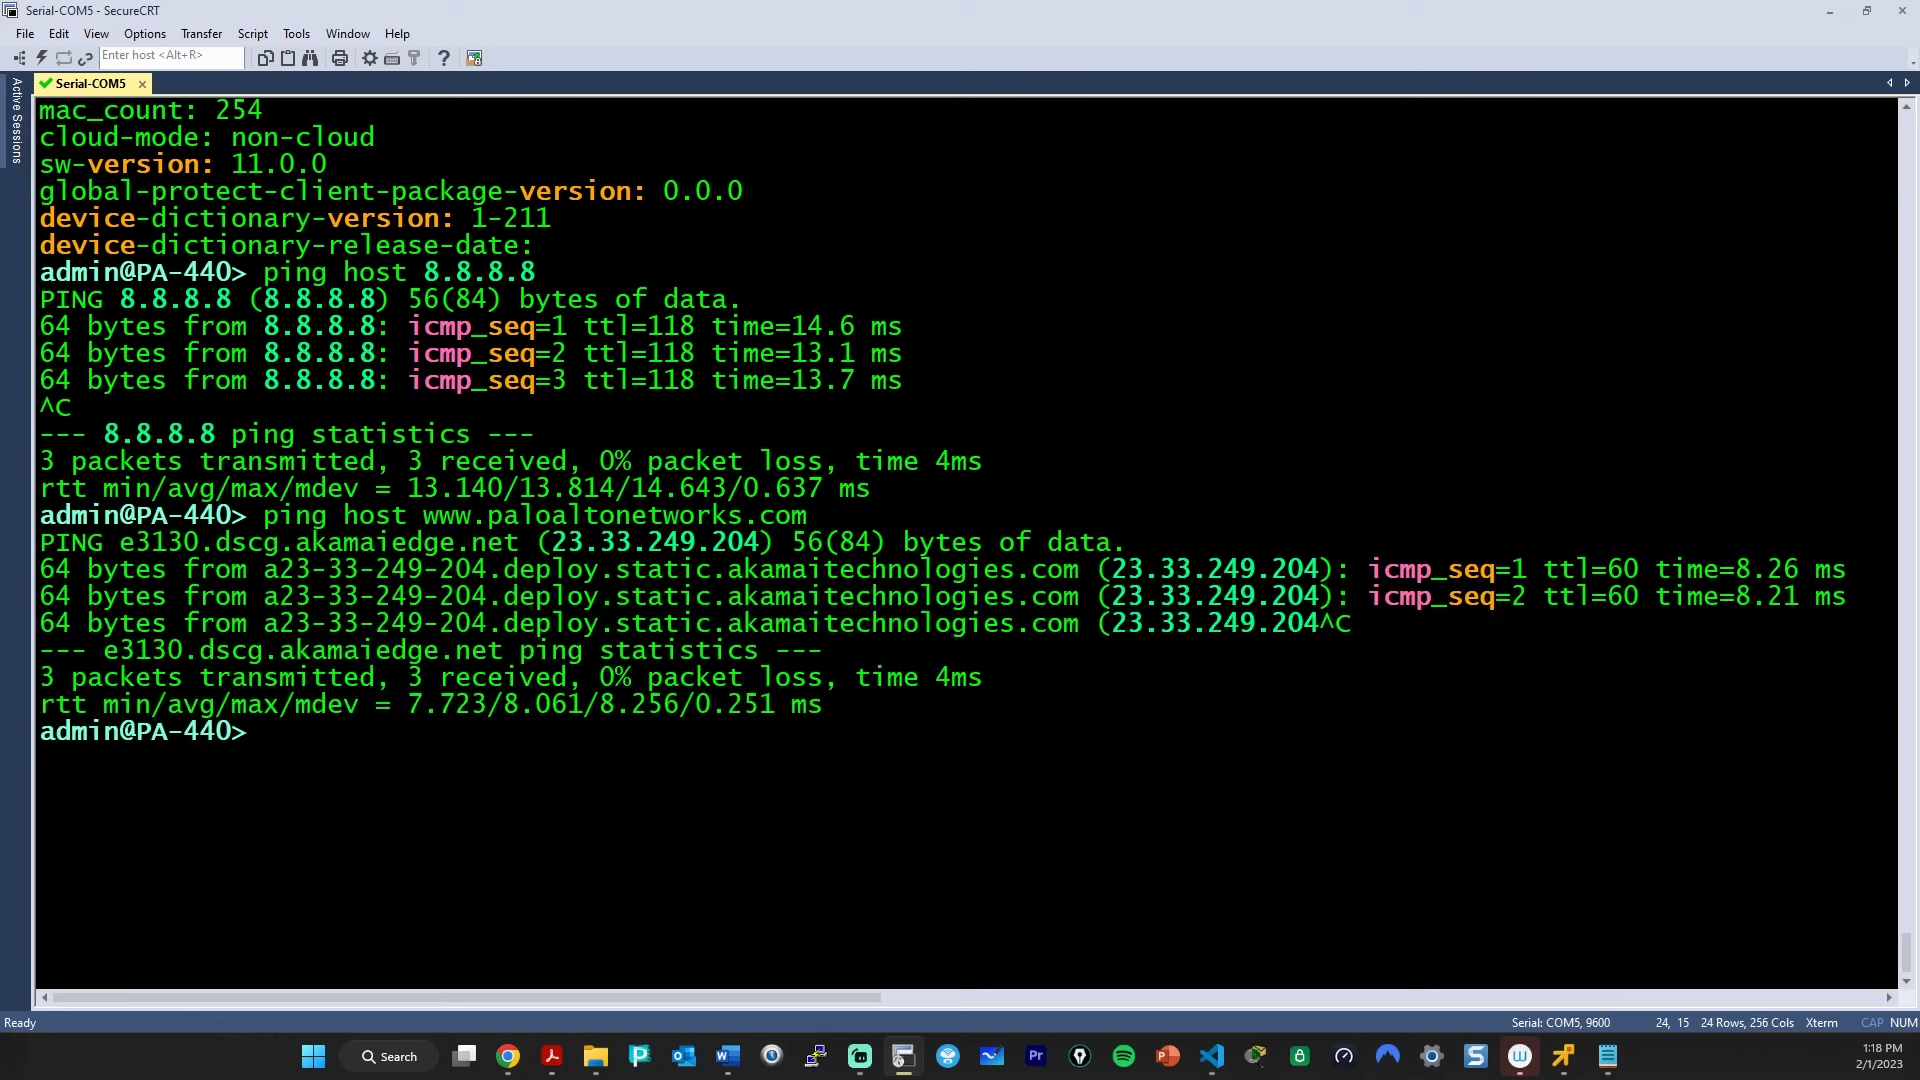 Serial-COM5 - SecureCRT
File Edit View Options Transfer Script Tools Window Help
Enter host <Alt+R>
Serial-COM5
Active Sessions
mac_count: 254
cloud-mode: non-cloud
sw-version: 11.0.0
global-protect-client-package-version: 0.0.0
device-dictionary-version: 1-211
device-dictionary-release-date:
admin@PA-440> ping host 8.8.8.8
PING 8.8.8.8 (8.8.8.8) 56(84) bytes of data.
64 bytes from 8.8.8.8: icmp_seq=1 ttl=118 time=14.6 ms
64 bytes from 8.8.8.8: icmp_seq=2 ttl=118 time=13.1 ms
64 bytes from 8.8.8.8: icmp_seq=3 ttl=118 time=13.7 ms
^C
--- 8.8.8.8 ping statistics ---
3 packets transmitted, 3 received, 0% packet loss, time 4ms
rtt min/avg/max/mdev = 13.140/13.814/14.643/0.637 ms
admin@PA-440> ping host www.paloaltonetworks.com
PING e3130.dscg.akamaiedge.net (23.33.249.204) 56(84) bytes of data.
64 bytes from a23-33-249-204.deploy.static.akamaitechnologies.com (23.33.249.204): icmp_seq=1 ttl=60 time=8.26 ms
64 bytes from a23-33-249-204.deploy.static.akamaitechnologies.com (23.33.249.204): icmp_seq=2 ttl=60 time=8.21 ms
64 bytes from a23-33-249-204.deploy.static.akamaitechnologies.com (23.33.249.204^C
--- e3130.dscg.akamaiedge.net ping statistics ---
3 packets transmitted, 3 received, 0% packet loss, time 4ms
rtt min/avg/max/mdev = 7.723/8.061/8.256/0.251 ms
admin@PA-440>
Ready Serial: COM5, 9600 24, 15 24 Rows, 256 Cols Xterm CAP NUM
Search
1:18 PM
2/1/2023